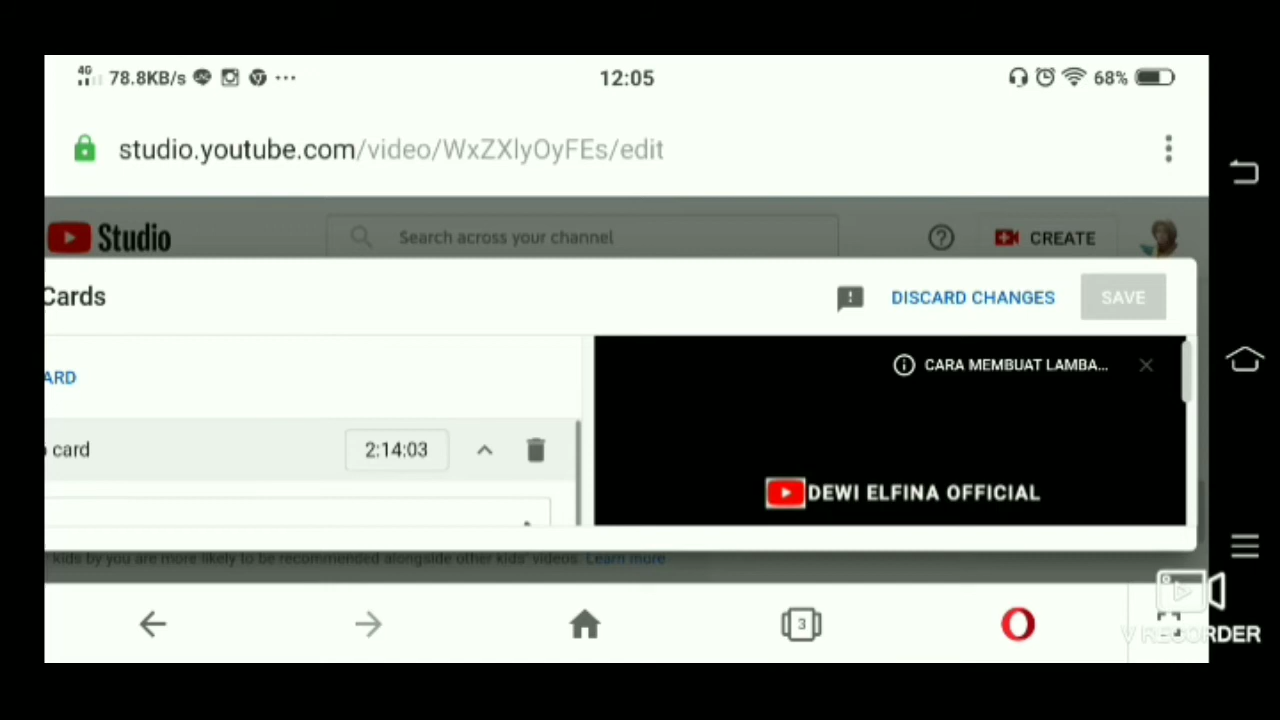 4G 78.8KB/s ... 12:05 68%
studio.youtube.com/video/WxZXlyOyFEs/edit
Studio Search across your channel CREATE
Cards DISCARD CHANGES SAVE
CARA MEMBUAT LAMBA...
ARD
card 2:14:03
DEWI ELFINA OFFICIAL
kids by you are more likely to be recommended alongside other kids' videos. Learn more
3
V RECORDER